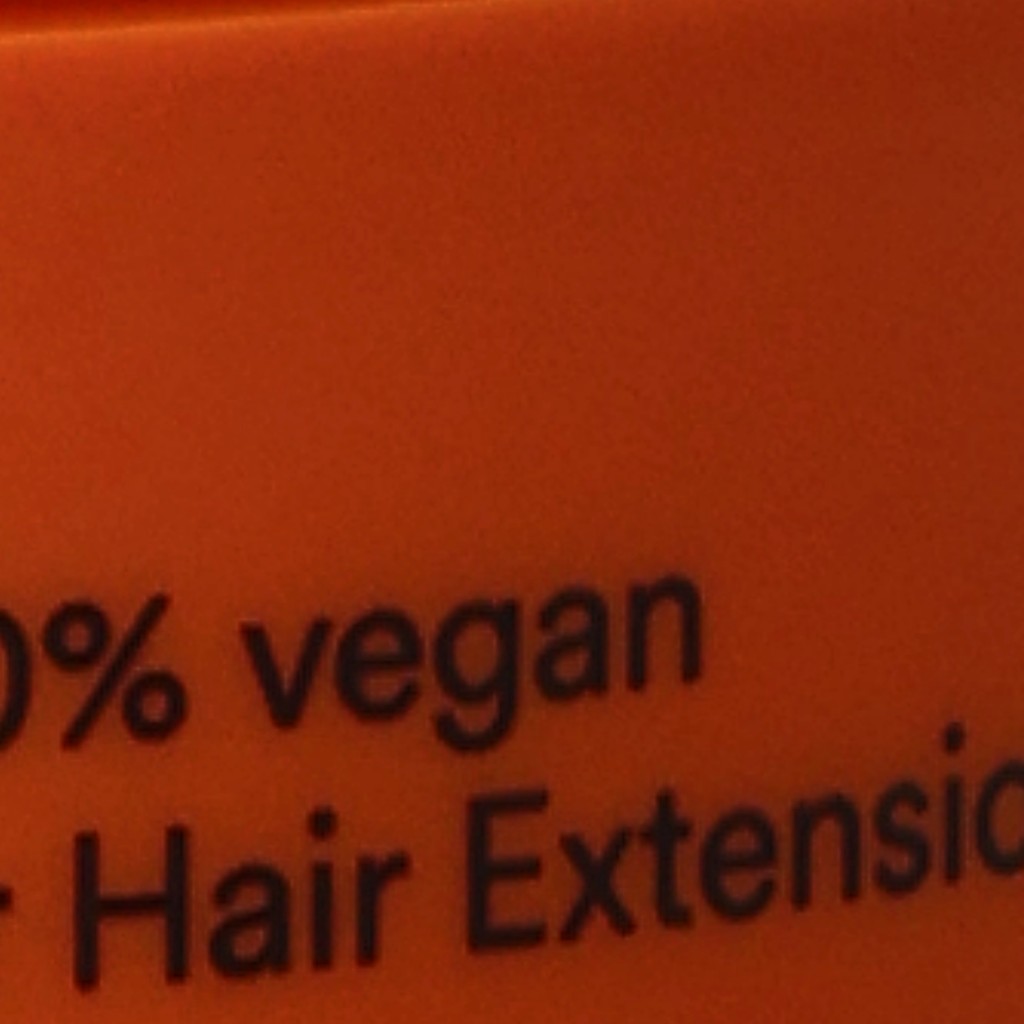 0% vegan
r Hair Extensio